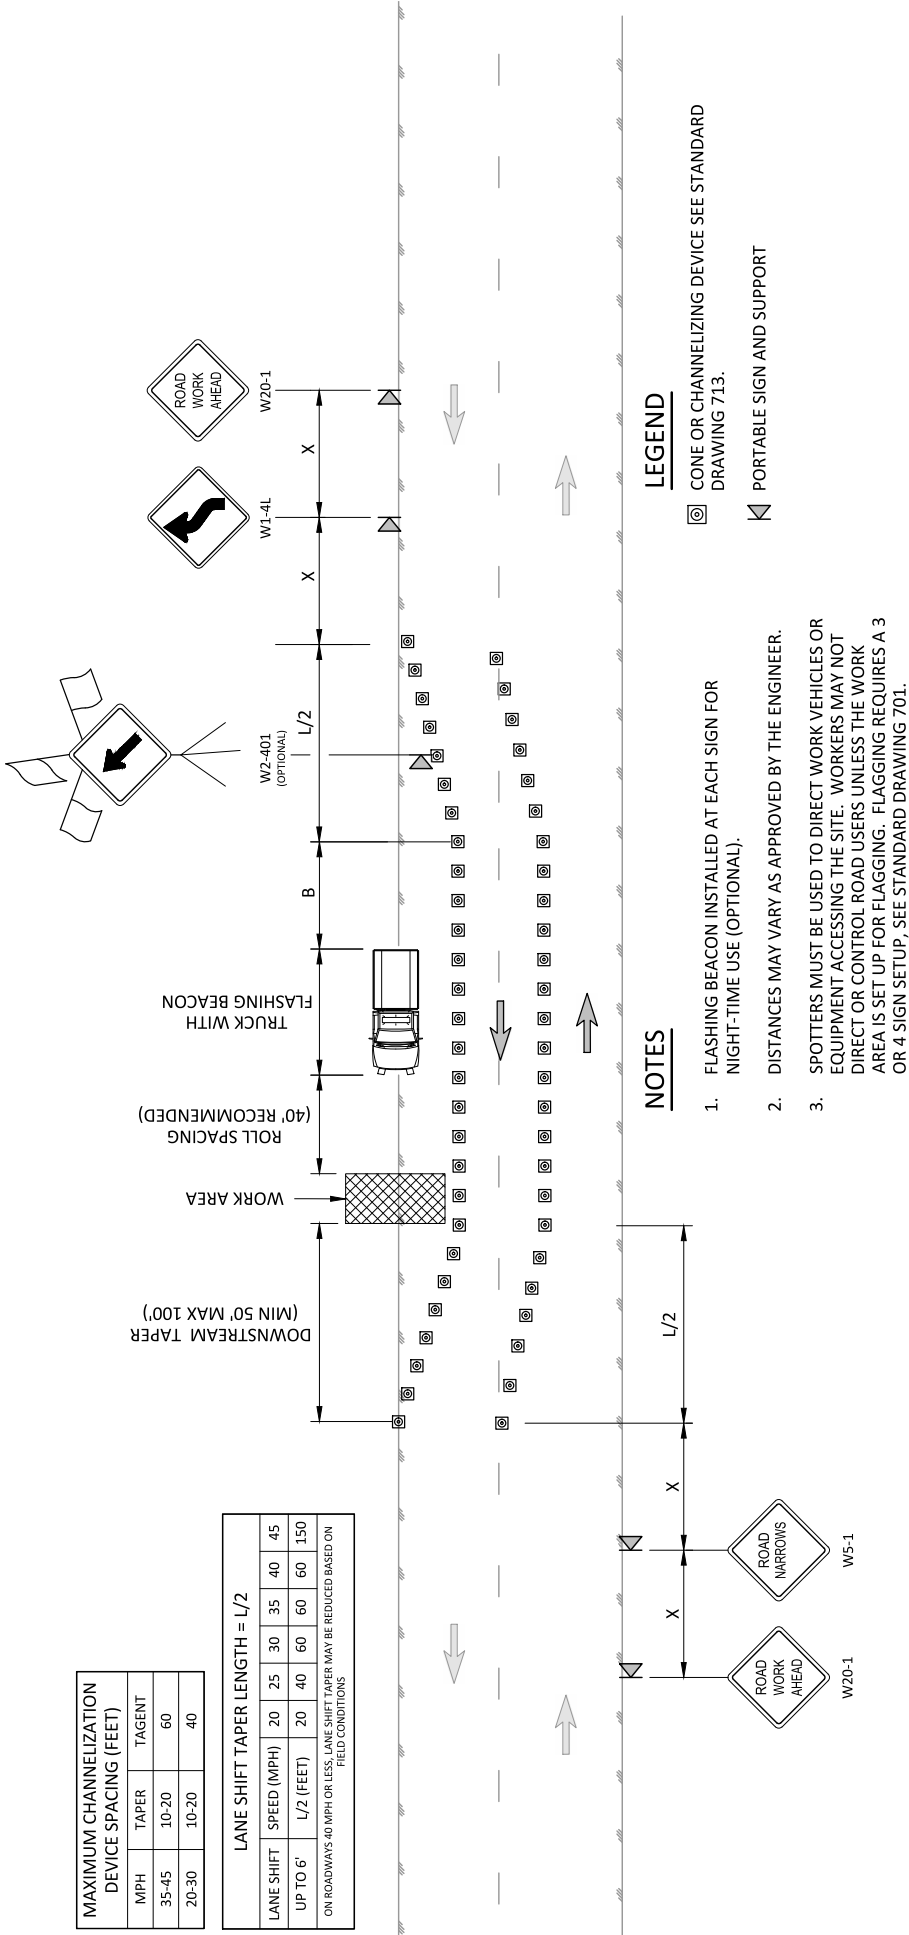 MAXIMUM CHANNELIZATION
DEVICE SPACING (FEET)
MPH TAPER TAGENT
35-45 10-20 60
20-30 10-20 40
LANE SHIFT TAPER LENGTH = L/2
LANE SHIFT SPEED (MPH) 20 25 30 35 40 45
UP TO 6' L/2 (FEET) 20 40 60 60 60 150
ON ROADWAYS 40 MPH OR LESS, LANE SHIFT TAPER MAY BE REDUCED BASED ON
FIELD CONDITIONS
DOWNSTREAM TAPER
(MIN 50' MAX 100')
WORK AREA
ROLL SPACING
(40' RECOMMENDED)
TRUCK WITH
FLASHING BEACON
B
L/2
W2-401
(OPTIONAL)
X
W1-4L
X
ROAD
WORK
AHEAD
W20-1
ROAD
WORK
AHEAD
W20-1
X
ROAD
NARROWS
W5-1
X
L/2
NOTES
1. FLASHING BEACON INSTALLED AT EACH SIGN FOR
NIGHT-TIME USE (OPTIONAL).
2. DISTANCES MAY VARY AS APPROVED BY THE ENGINEER.
3. SPOTTERS MUST BE USED TO DIRECT WORK VEHICLES OR
EQUIPMENT ACCESSING THE SITE. WORKERS MAY NOT
DIRECT OR CONTROL ROAD USERS UNLESS THE WORK
AREA IS SET UP FOR FLAGGING. FLAGGING REQUIRES A 3
OR 4 SIGN SETUP, SEE STANDARD DRAWING 701.
LEGEND
CONE OR CHANNELIZING DEVICE SEE STANDARD
DRAWING 713.
PORTABLE SIGN AND SUPPORT